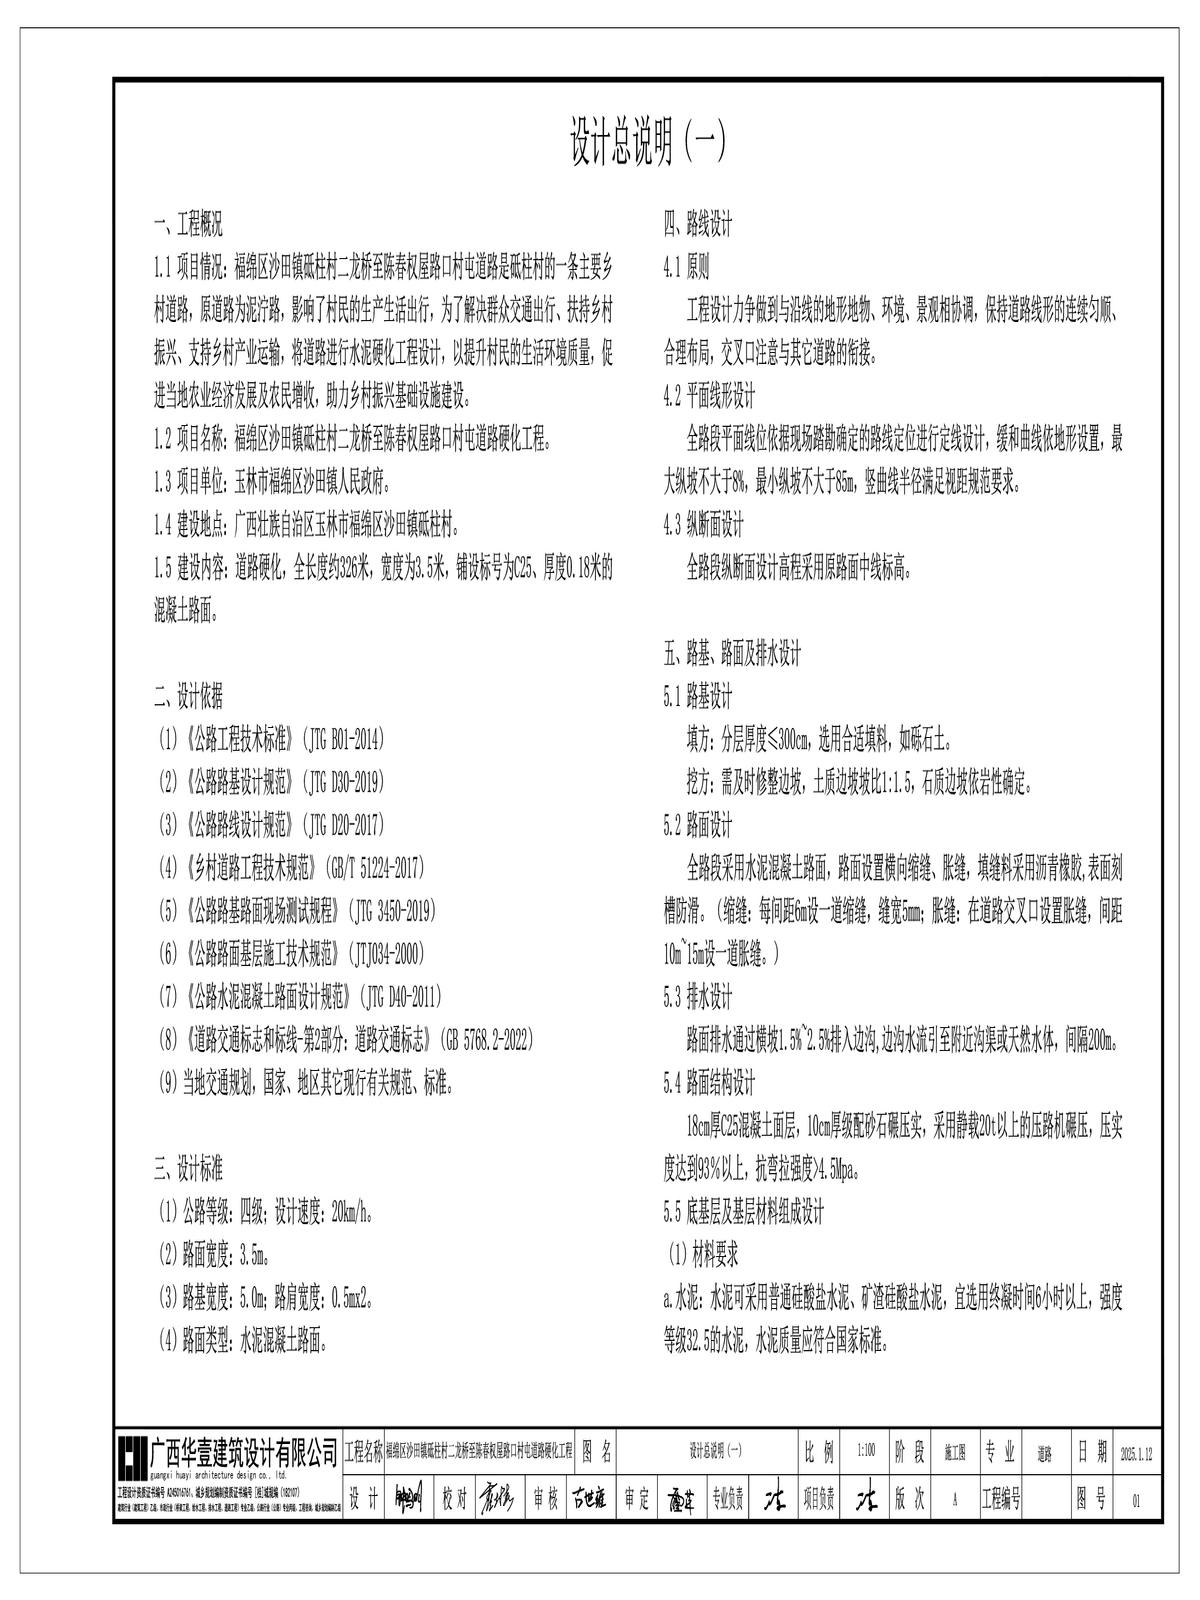 设计总说明（一）
一、工程概况
1.1 项目情况：福绵区沙田镇砥柱村二龙桥至陈春权屋路口村屯道路是砥柱村的一条主要乡
村道路，原道路为泥泞路，影响了村民的生产生活出行，为了解决群众交通出行、扶持乡村
振兴、支持乡村产业运输，将道路进行水泥硬化工程设计，以提升村民的生活环境质量，促
进当地农业经济发展及农民增收，助力乡村振兴基础设施建设。
1.2 项目名称：福绵区沙田镇砥柱村二龙桥至陈春权屋路口村屯道路硬化工程。
1.3 项目单位：玉林市福绵区沙田镇人民政府。
1.4 建设地点：广西壮族自治区玉林市福绵区沙田镇砥柱村。
1.5 建设内容：道路硬化，全长度约326米，宽度为3.5米，铺设标号为C25、厚度0.18米的
混凝土路面。
二、设计依据
（1）《公路工程技术标准》（JTG B01-2014）
（2）《公路路基设计规范》（JTG D30-2019）
（3）《公路路线设计规范》（JTG D20-2017）
（4）《乡村道路工程技术规范》（GB/T 51224-2017）
（5）《公路路基路面现场测试规程》（JTG 3450-2019）
（6）《公路路面基层施工技术规范》（JTJ034-2000）
（7）《公路水泥混凝土路面设计规范》（JTG D40-2011）
（8）《道路交通标志和标线-第2部分：道路交通标志》（GB 5768.2-2022）
（9）当地交通规划，国家、地区其它现行有关规范、标准。
三、设计标准
（1）公路等级：四级；设计速度：20km/h。
（2）路面宽度：3.5m。
（3）路基宽度：5.0m；路肩宽度：0.5mx2。
（4）路面类型：水泥混凝土路面。
四、路线设计
4.1 原则
工程设计力争做到与沿线的地形地物、环境、景观相协调，保持道路线形的连续匀顺、
合理布局，交叉口注意与其它道路的衔接。
4.2 平面线形设计
全路段平面线位依据现场踏勘确定的路线定位进行定线设计，缓和曲线依地形设置，最
大纵坡不大于8%，最小纵坡不大于85m，竖曲线半径满足视距规范要求。
4.3 纵断面设计
全路段纵断面设计高程采用原路面中线标高。
五、路基、路面及排水设计
5.1 路基设计
填方：分层厚度≤300cm，选用合适填料，如砾石土。
挖方：需及时修整边坡，土质边坡坡比1:1.5，石质边坡依岩性确定。
5.2 路面设计
全路段采用水泥混凝土路面，路面设置横向缩缝、胀缝，填缝料采用沥青橡胶,表面刻
槽防滑。（缩缝：每间距6m设一道缩缝，缝宽5mm；胀缝：在道路交叉口设置胀缝，间距
10m~15m设一道胀缝。）
5.3 排水设计
路面排水通过横坡1.5%~2.5%排入边沟,边沟水流引至附近沟渠或天然水体，间隔200m。
5.4 路面结构设计
18cm厚C25混凝土面层，10cm厚级配砂石碾压实，采用静载20t以上的压路机碾压，压实
度达到93%以上，抗弯拉强度>4.5Mpa。
5.5 底基层及基层材料组成设计
（1）材料要求
a.水泥：水泥可采用普通硅酸盐水泥、矿渣硅酸盐水泥，宜选用终凝时间6小时以上，强度
等级32.5的水泥，水泥质量应符合国家标准。
广西华壹建筑设计有限公司
guangxi huayi architecture design co., ltd.
工程设计资质证书编号 A245016761、城乡规划编制资质证书编号 [桂]城规编 (182107)
工程名称 福绵区沙田镇砥柱村二龙桥至陈春权屋路口村屯道路硬化工程 图 名 设计总说明（一） 比 例 1:100 阶 段 施工图 专 业 道路 日 期 2025.1.12
设 计 校 对 审 核 古世雄 审 定 专业负责 项目负责 版 次 A 工程编号 图 号 01